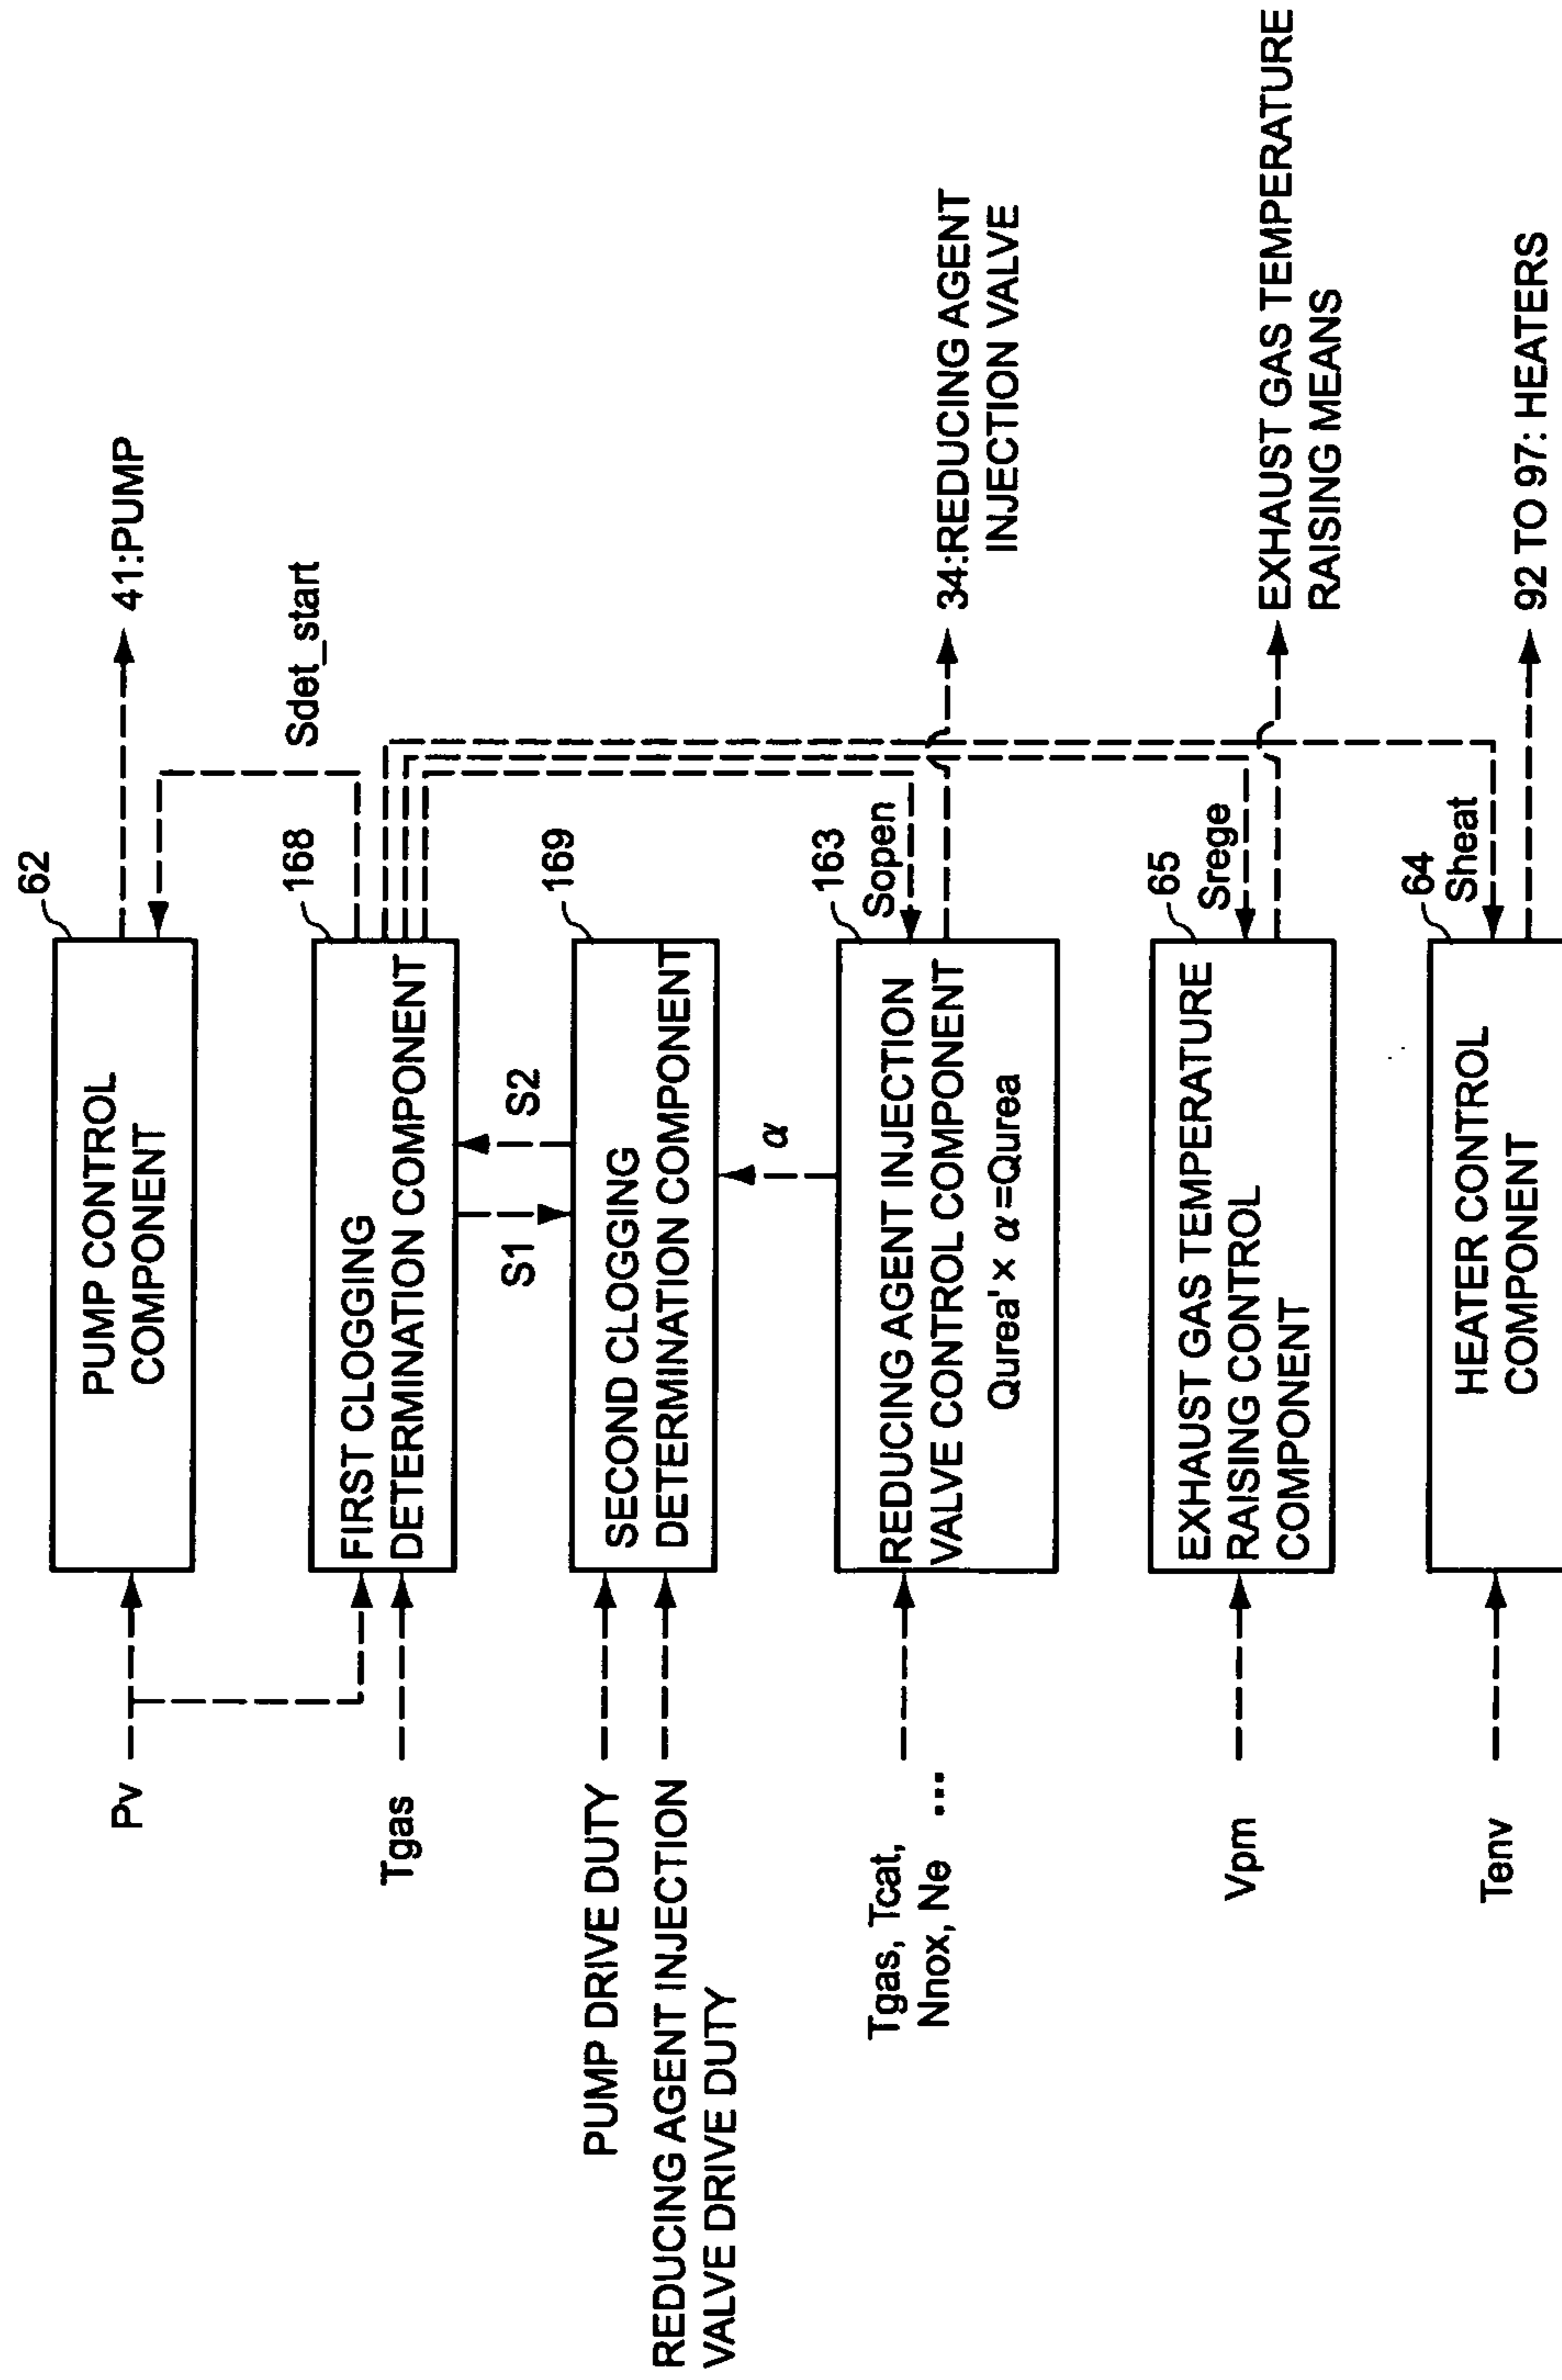 62
Pv
PUMP CONTROL
COMPONENT
41:PUMP
Sdet_start
168
Tgas
FIRST CLOGGING
DETERMINATION COMPONENT
S1
S2
169
PUMP DRIVE DUTY
REDUCING AGENT INJECTION
VALVE DRIVE DUTY
SECOND CLOGGING
DETERMINATION COMPONENT
α
163
Sopen
Tgas, Tcat,
Nnox, Ne ...
REDUCING AGENT INJECTION
VALVE CONTROL COMPONENT
Qurea'× α=Qurea
34:REDUCING AGENT
INJECTION VALVE
65
Srege
Vpm
EXHAUST GAS TEMPERATURE
RAISING CONTROL
COMPONENT
EXHAUST GAS TEMPERATURE
RAISING MEANS
64
Sheat
Tenv
HEATER CONTROL
COMPONENT
92 TO 97: HEATERS